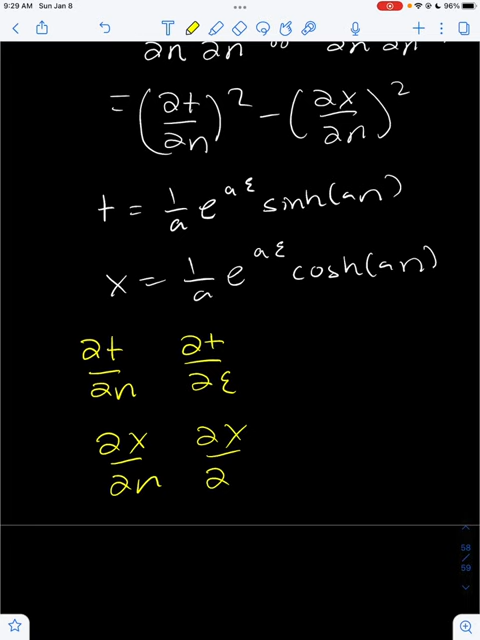 9:29 AM Sun Jan 8
96%
∂η ∂η ∂η ∂η
= (∂t/∂η)² - (∂x/∂η)²
t = 1/a e^{aξ} sinh(aη)
x = 1/a e^{aξ} cosh(aη)
∂t/∂η ∂t/∂ξ
∂x/∂η ∂x/∂
58
/
59